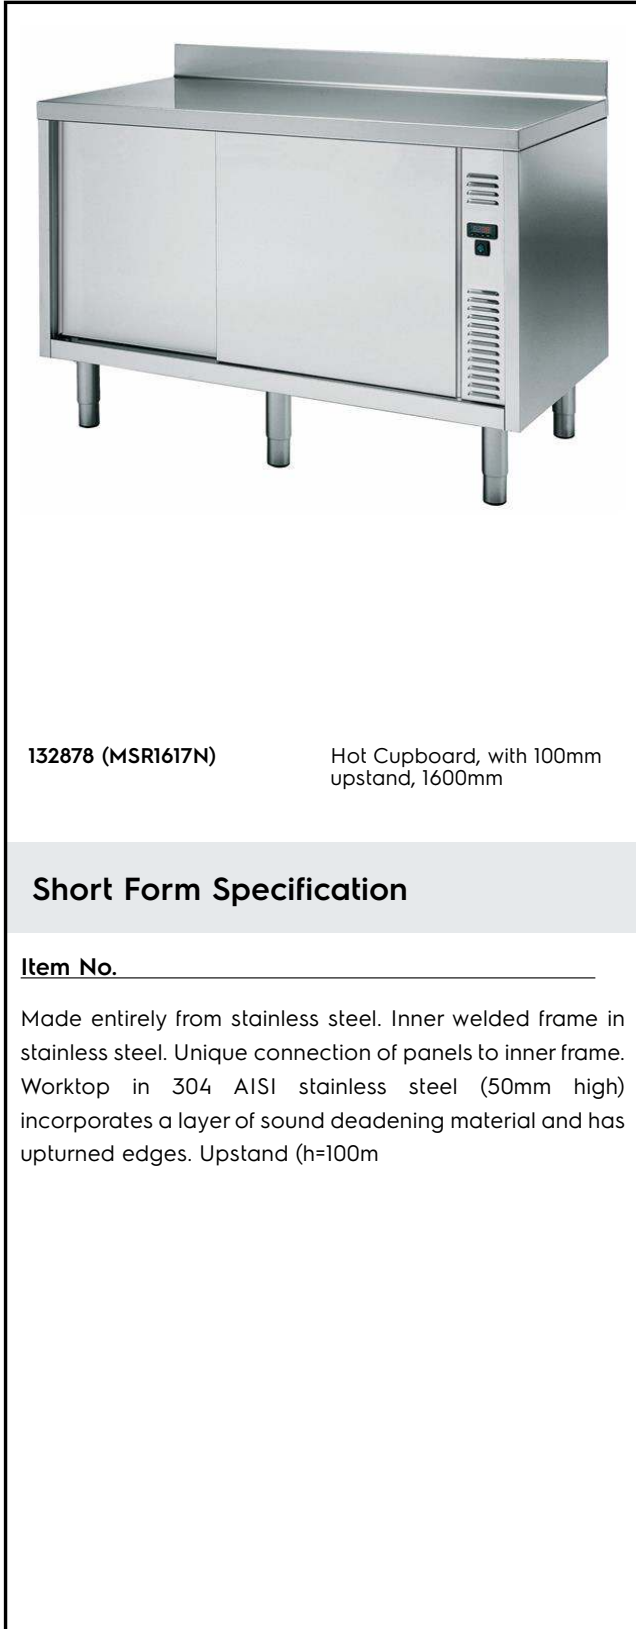 132878 (MSR1617N)
Hot Cupboard, with 100mm
upstand, 1600mm
Short Form Specification
Item No.
Made entirely from stainless steel. Inner welded frame in
stainless steel. Unique connection of panels to inner frame.
Worktop in 304 AISI stainless steel (50mm high)
incorporates a layer of sound deadening material and has
upturned edges. Upstand (h=100m